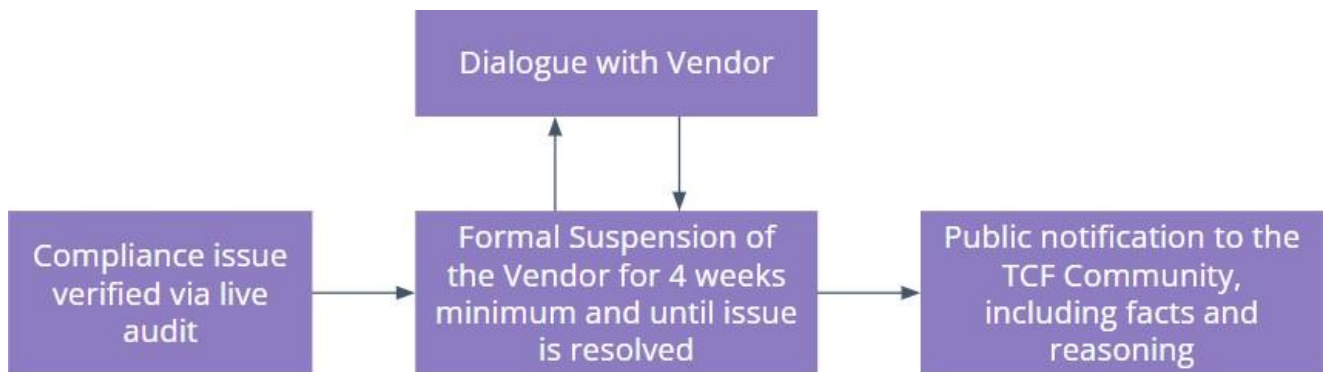 Dialogue with Vendor
Compliance issue
verified via live
audit
Formal Suspension of
the Vendor for 4 weeks
minimum and until issue
is resolved
Public notification to the
TCF Community,
including facts and
reasoning